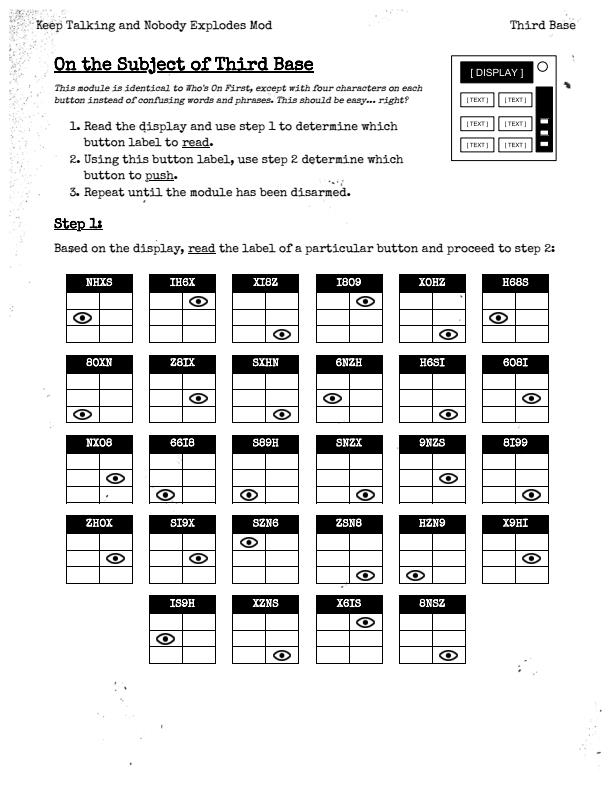 Keep Talking and Nobody Explodes Mod
Third Base
On the Subject of Third Base
This module is identical to Who's On First, except with four characters on each
button instead of confusing words and phrases. This should be easy... right?
1. Read the display and use step 1 to determine which
button label to read.
2. Using this button label, use step 2 determine which
button to push.
3. Repeat until the module has been disarmed.
[ DISPLAY ]
[ TEXT ] [ TEXT ]
[ TEXT ] [ TEXT ]
[ TEXT ] [ TEXT ]
Step 1:
Based on the display, read the label of a particular button and proceed to step 2:
NHXS IH6X XI8Z I8O9 XOHZ H68S
8OXN Z8IX SXHN 6NZH H6SI 6O8I
NXO8 66I8 S89H SNZX 9NZS 8I99
ZHOX SI9X SZN6 ZSN8 HZN9 X9HI
IS9H XZNS X6IS 8NSZ